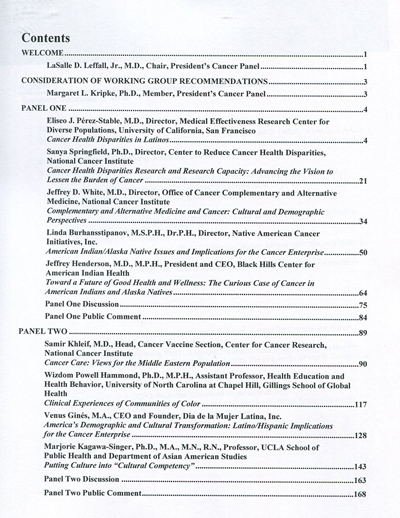 Contents
WELCOME....................1
LaSalle D. Leffall, Jr., M.D., Chair, President's Cancer Panel....................1
CONSIDERATION OF WORKING GROUP RECOMMENDATIONS....................3
Margaret L. Kripke, Ph.D., Member, President's Cancer Panel....................3
PANEL ONE....................4
Eliseo J. Pérez-Stable, M.D., Director, Medical Effectiveness Research Center for
Diverse Populations, University of California, San Francisco
Cancer Health Disparities in Latinos....................4
Sanya Springfield, Ph.D., Director, Center to Reduce Cancer Health Disparities,
National Cancer Institute
Cancer Health Disparities Research and Research Capacity: Advancing the Vision to
Lessen the Burden of Cancer....................21
Jeffrey D. White, M.D., Director, Office of Cancer Complementary and Alternative
Medicine, National Cancer Institute
Complementary and Alternative Medicine and Cancer: Cultural and Demographic
Perspectives....................34
Linda Burhansstipanov, M.S.P.H., Dr.P.H., Director, Native American Cancer
Initiatives, Inc.
American Indian/Alaska Native Issues and Implications for the Cancer Enterprise....................50
Jeffrey Henderson, M.D., M.P.H., President and CEO, Black Hills Center for
American Indian Health
Toward a Future of Good Health and Wellness: The Curious Case of Cancer in
American Indians and Alaska Natives....................64
Panel One Discussion....................75
Panel One Public Comment....................84
PANEL TWO....................89
Samir Khleif, M.D., Head, Cancer Vaccine Section, Center for Cancer Research,
National Cancer Institute
Cancer Care: Views for the Middle Eastern Population....................90
Wizdom Powell Hammond, Ph.D., M.P.H., Assistant Professor, Health Education and
Health Behavior, University of North Carolina at Chapel Hill, Gillings School of Global
Health
Clinical Experiences of Communities of Color....................117
Venus Ginés, M.A., CEO and Founder, Dia de la Mujer Latina, Inc.
America's Demographic and Cultural Transformation: Latino/Hispanic Implications
for the Cancer Enterprise....................128
Marjorie Kagawa-Singer, Ph.D., M.A., M.N., R.N., Professor, UCLA School of
Public Health and Department of Asian American Studies
Putting Culture into "Cultural Competency"....................143
Panel Two Discussion....................163
Panel Two Public Comment....................168